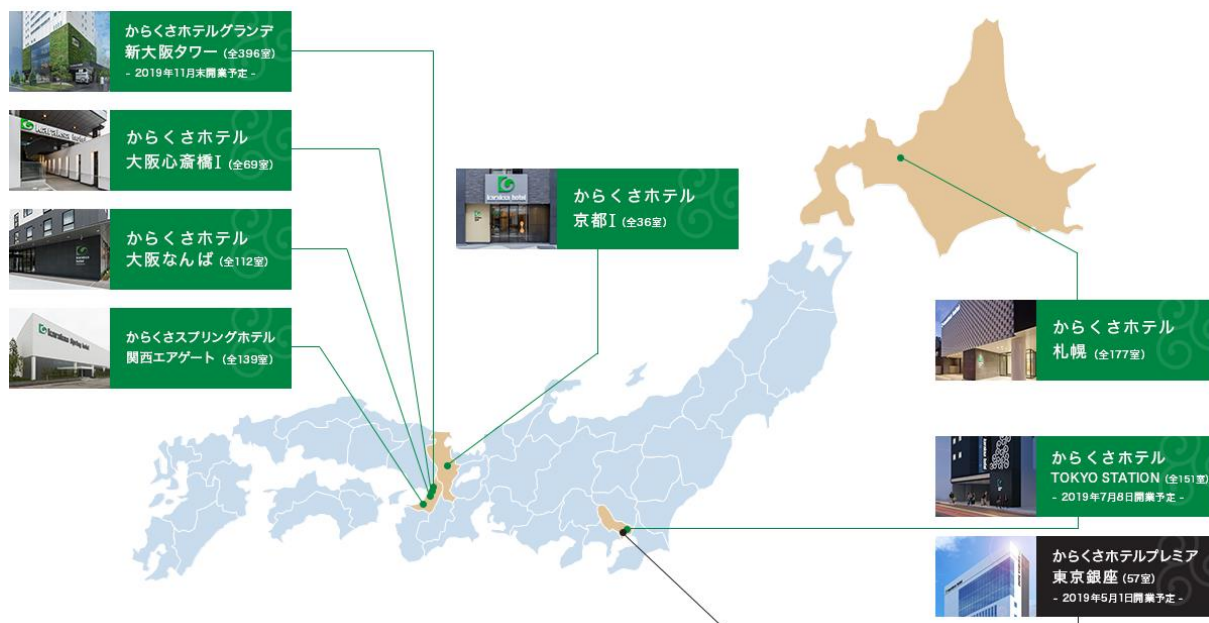 からくさホテルグランデ
新大阪タワー (全396室)
- 2019年11月末開業予定 -
からくさホテル
大阪心斎橋I (全69室)
からくさホテル
大阪なんば (全112室)
からくさスプリングホテル
関西エアゲート (全139室)
karaksa hotel
からくさホテル
京都I (全36室)
からくさホテル
札幌 (全177室)
からくさホテル
TOKYO STATION (全151室)
- 2019年7月8日開業予定 -
からくさホテルプレミア
東京銀座 (57室)
- 2019年5月1日開業予定 -